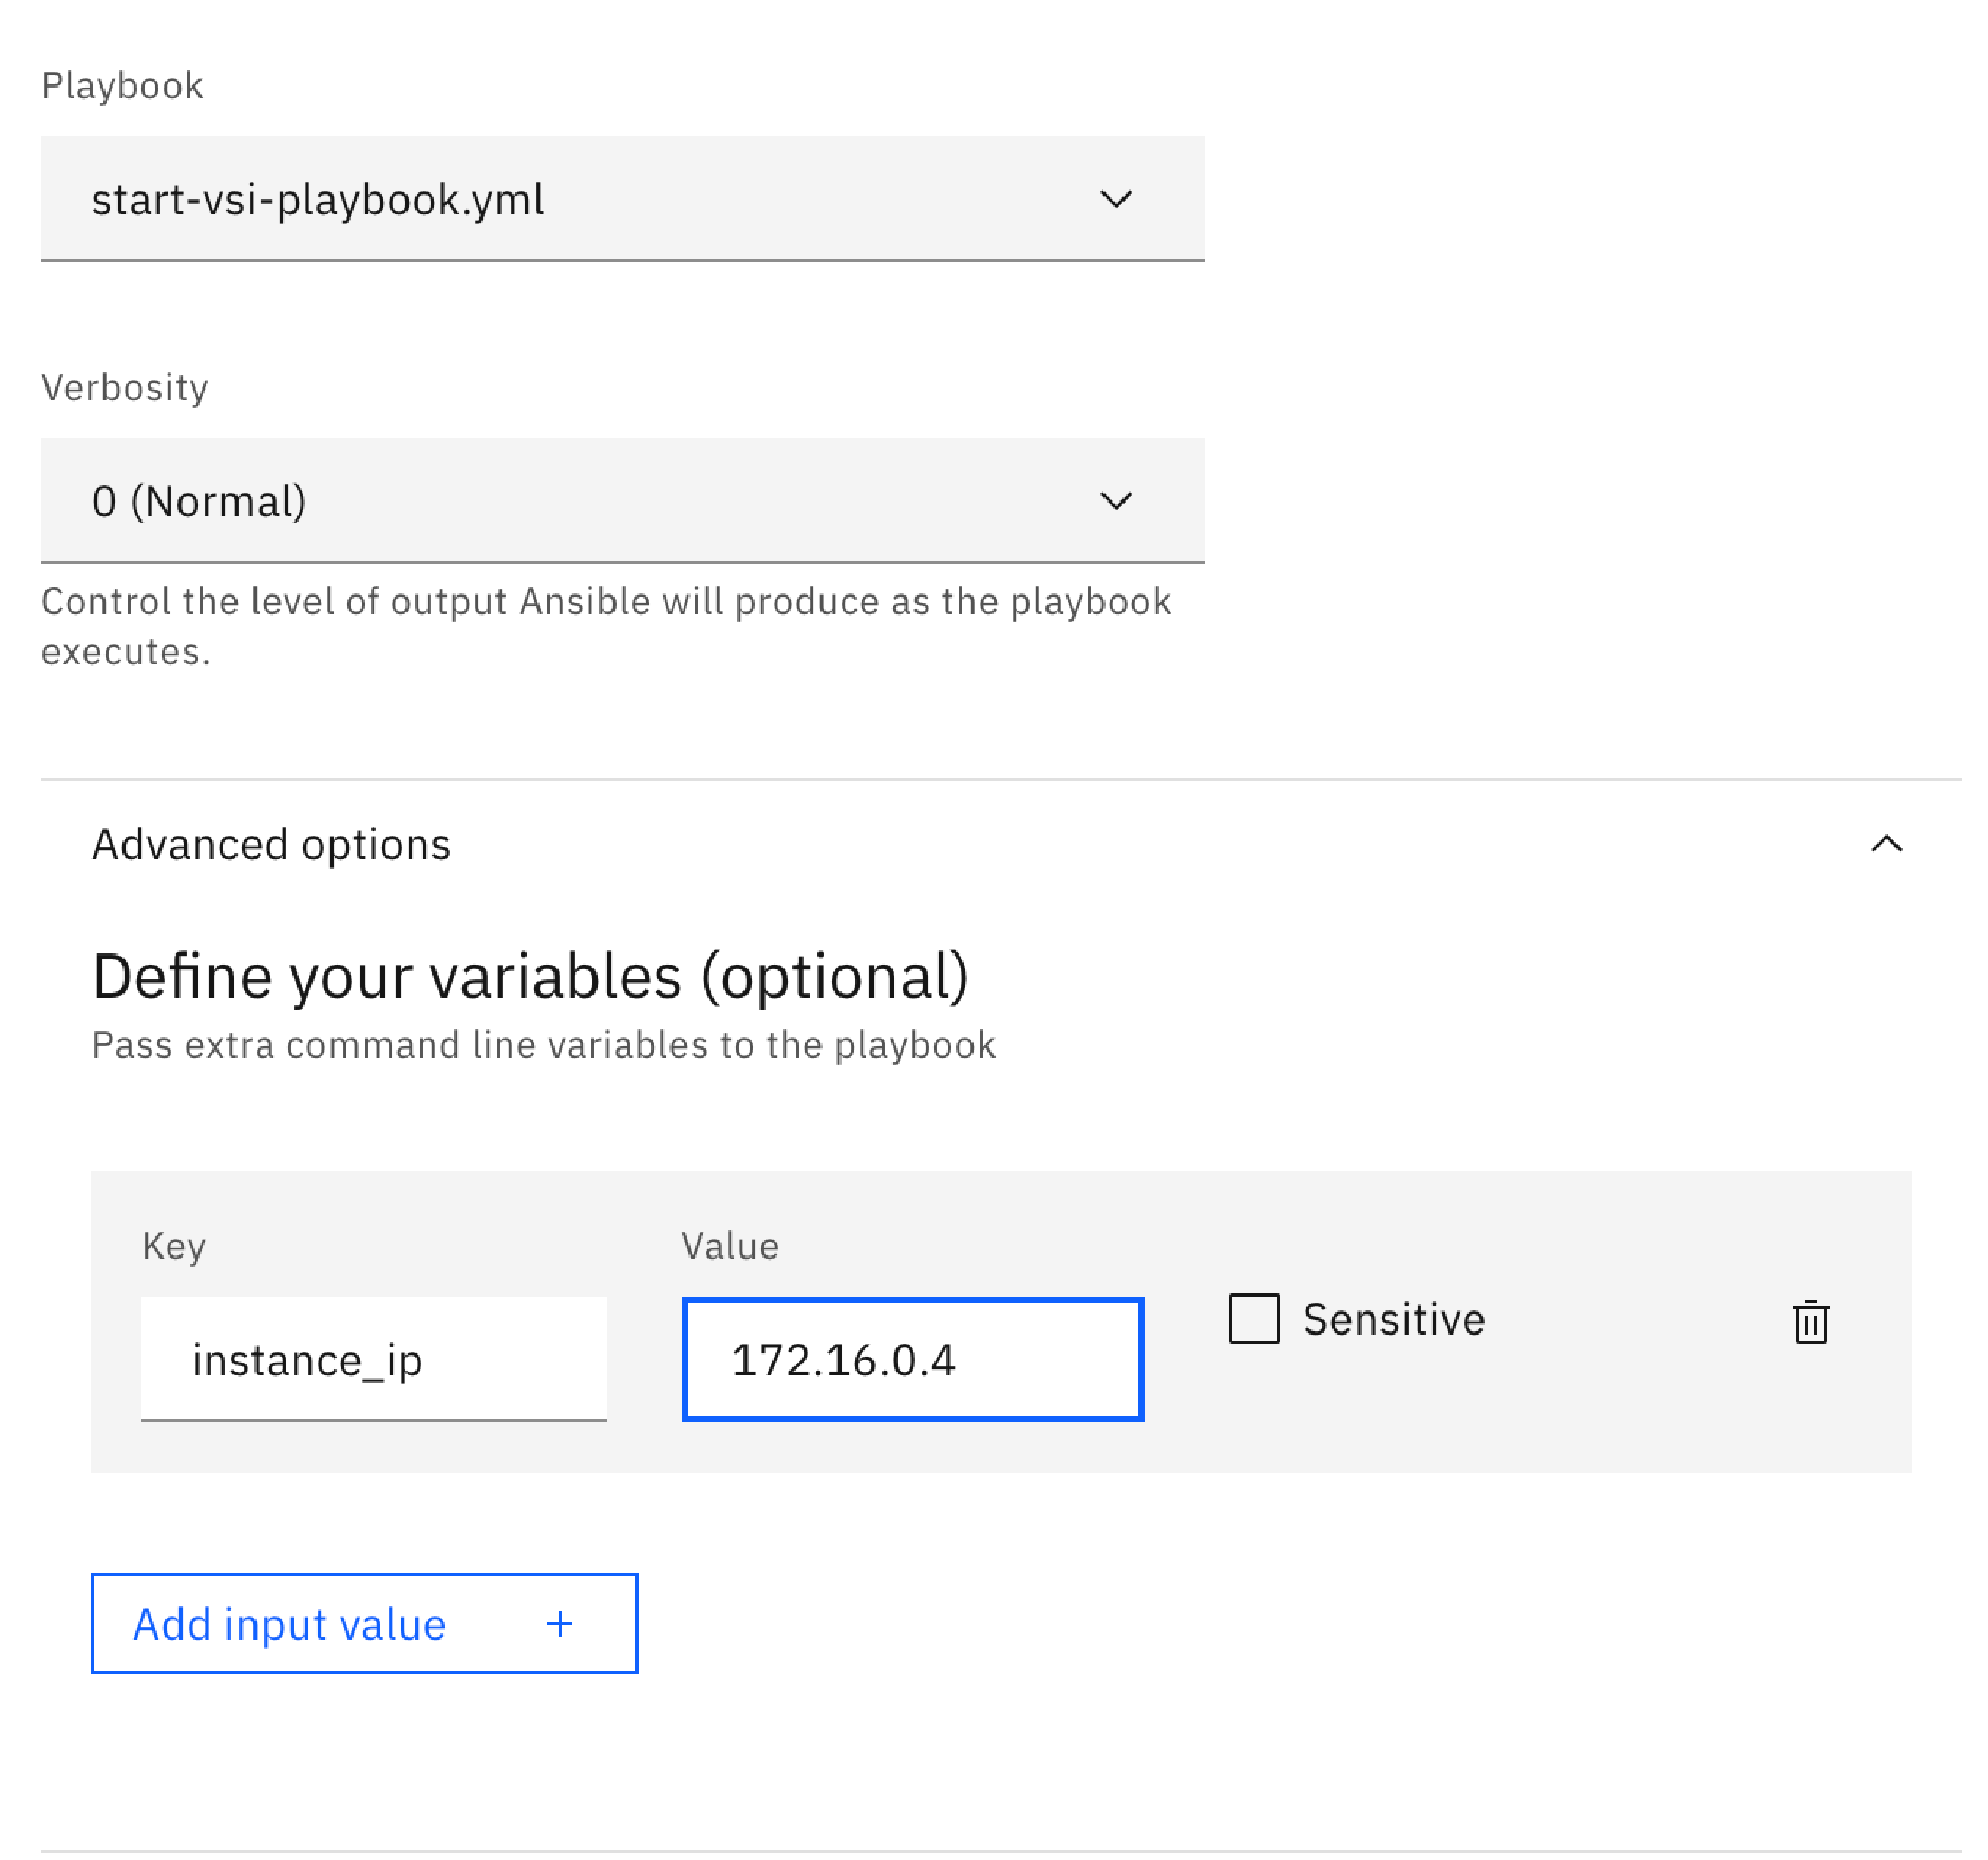 Playbook
start-vsi-playbook.yml
Verbosity
0 (Normal)
Control the level of output Ansible will produce as the playbook
executes.
Advanced options
Define your variables (optional)
Pass extra command line variables to the playbook
Key Value
instance_ip 172.16.0.4 Sensitive
Add input value +